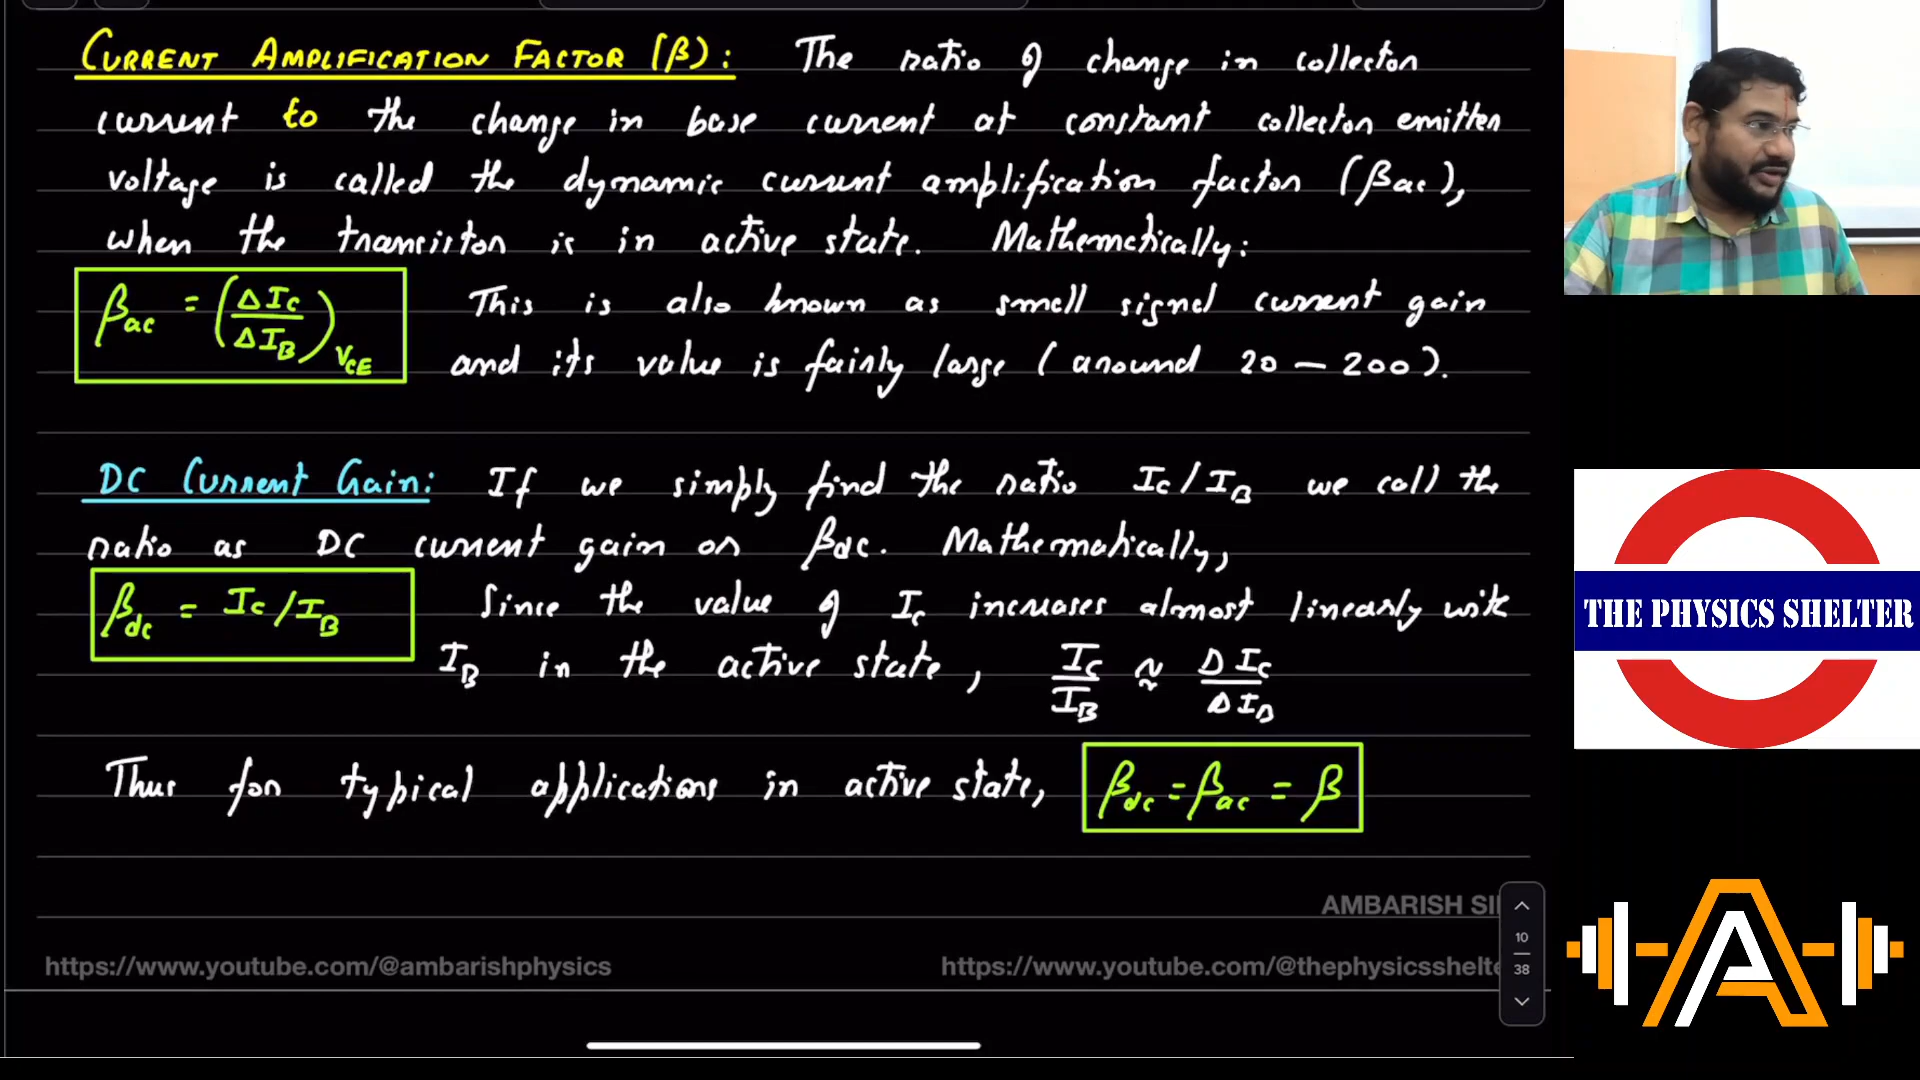 CURRENT AMPLIFICATION FACTOR (β): The ratio of change in collector
current to the change in base current at constant collector emitter
voltage is called the dynamic current amplification factor (βac),
when the transistor is in active state. Mathematically:
βac = (ΔIC/ΔIB)VCE This is also known as small signal current gain
and its value is fairly large (around 20 — 200).
DC Current Gain: If we simply find the ratio IC/IB we call the
ratio as DC current gain or βdc. Mathematically,
βdc = IC/IB Since the value of IC increases almost linearly with
IB in the active state, IC/IB ≈ ΔIC/ΔIB
Thus for typical applications in active state, βdc = βac = β
AMBARISH SI
https://www.youtube.com/@ambarishphysics https://www.youtube.com/@thephysicsshelte
10
38
THE PHYSICS SHELTER
A